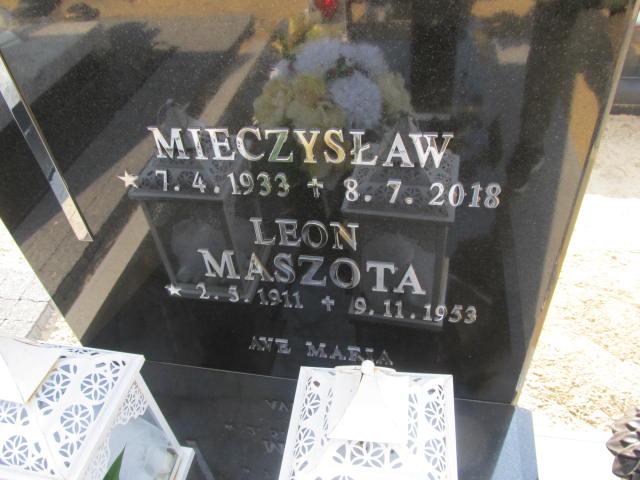 MIECZYSŁAW
★ 7.4.1933 ✝ 8.7.2018
LEON
MASZOTA
★ 2.5.1911 ✝ 9.11.1953
AVE MARIA